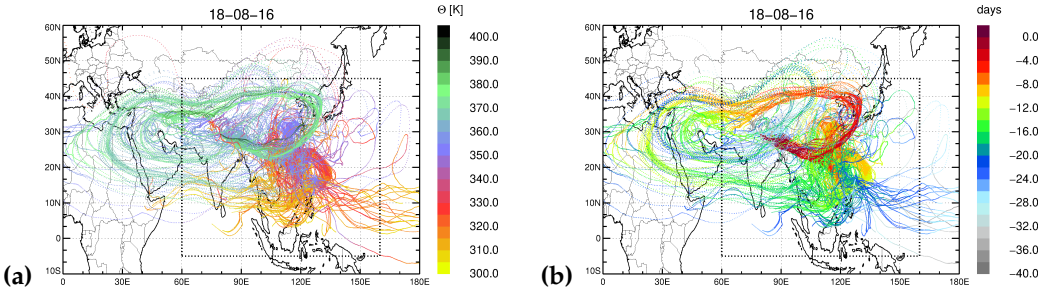 18-08-16
Θ [K]
60N
50N
40N
30N
20N
10N
0
10S
0
30E
60E
90E
120E
150E
180E
400.0
390.0
380.0
370.0
360.0
350.0
340.0
330.0
320.0
310.0
300.0
(a)
18-08-16
days
60N
50N
40N
30N
20N
10N
0
10S
0
30E
60E
90E
120E
150E
180E
0.0
-4.0
-8.0
-12.0
-16.0
-20.0
-24.0
-28.0
-32.0
-36.0
-40.0
(b)